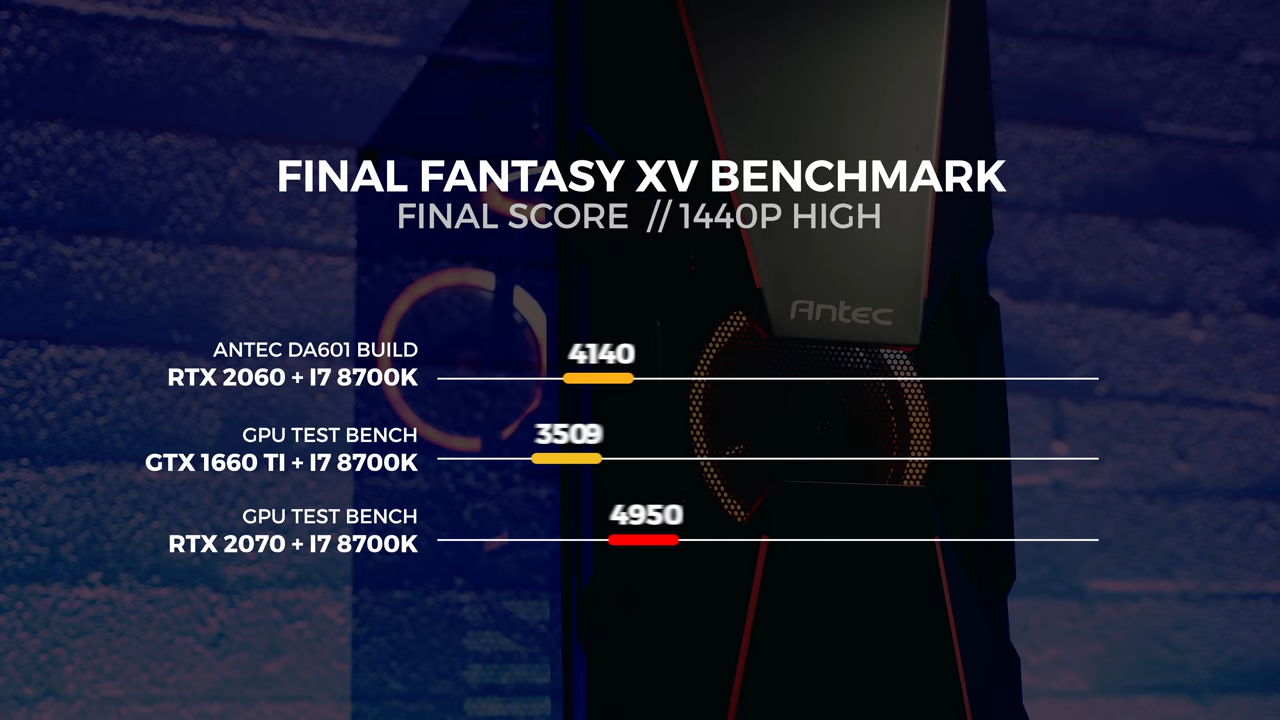 FINAL FANTASY XV BENCHMARK
FINAL SCORE // 1440P HIGH
Antec
ANTEC DA601 BUILD
RTX 2060 + I7 8700K
4140
GPU TEST BENCH
GTX 1660 TI + I7 8700K
3509
GPU TEST BENCH
RTX 2070 + I7 8700K
4950